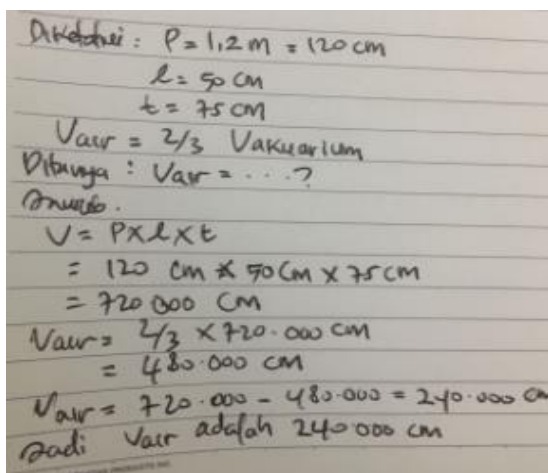 Diketahui : P = 1,2 m = 120 cm
l = 50 cm
t = 75 cm
Vair = 2/3 Vakuarium
Ditanya : Vair = . . . ?
Jawab.
V = P x l x t
= 120 cm x 50 cm x 75 cm
= 720 000 cm
Vair = 2/3 x 720.000 cm
= 480.000 cm
Vair = 720.000 - 480.000 = 240.000 cm
Jadi Vair adalah 240 000 cm